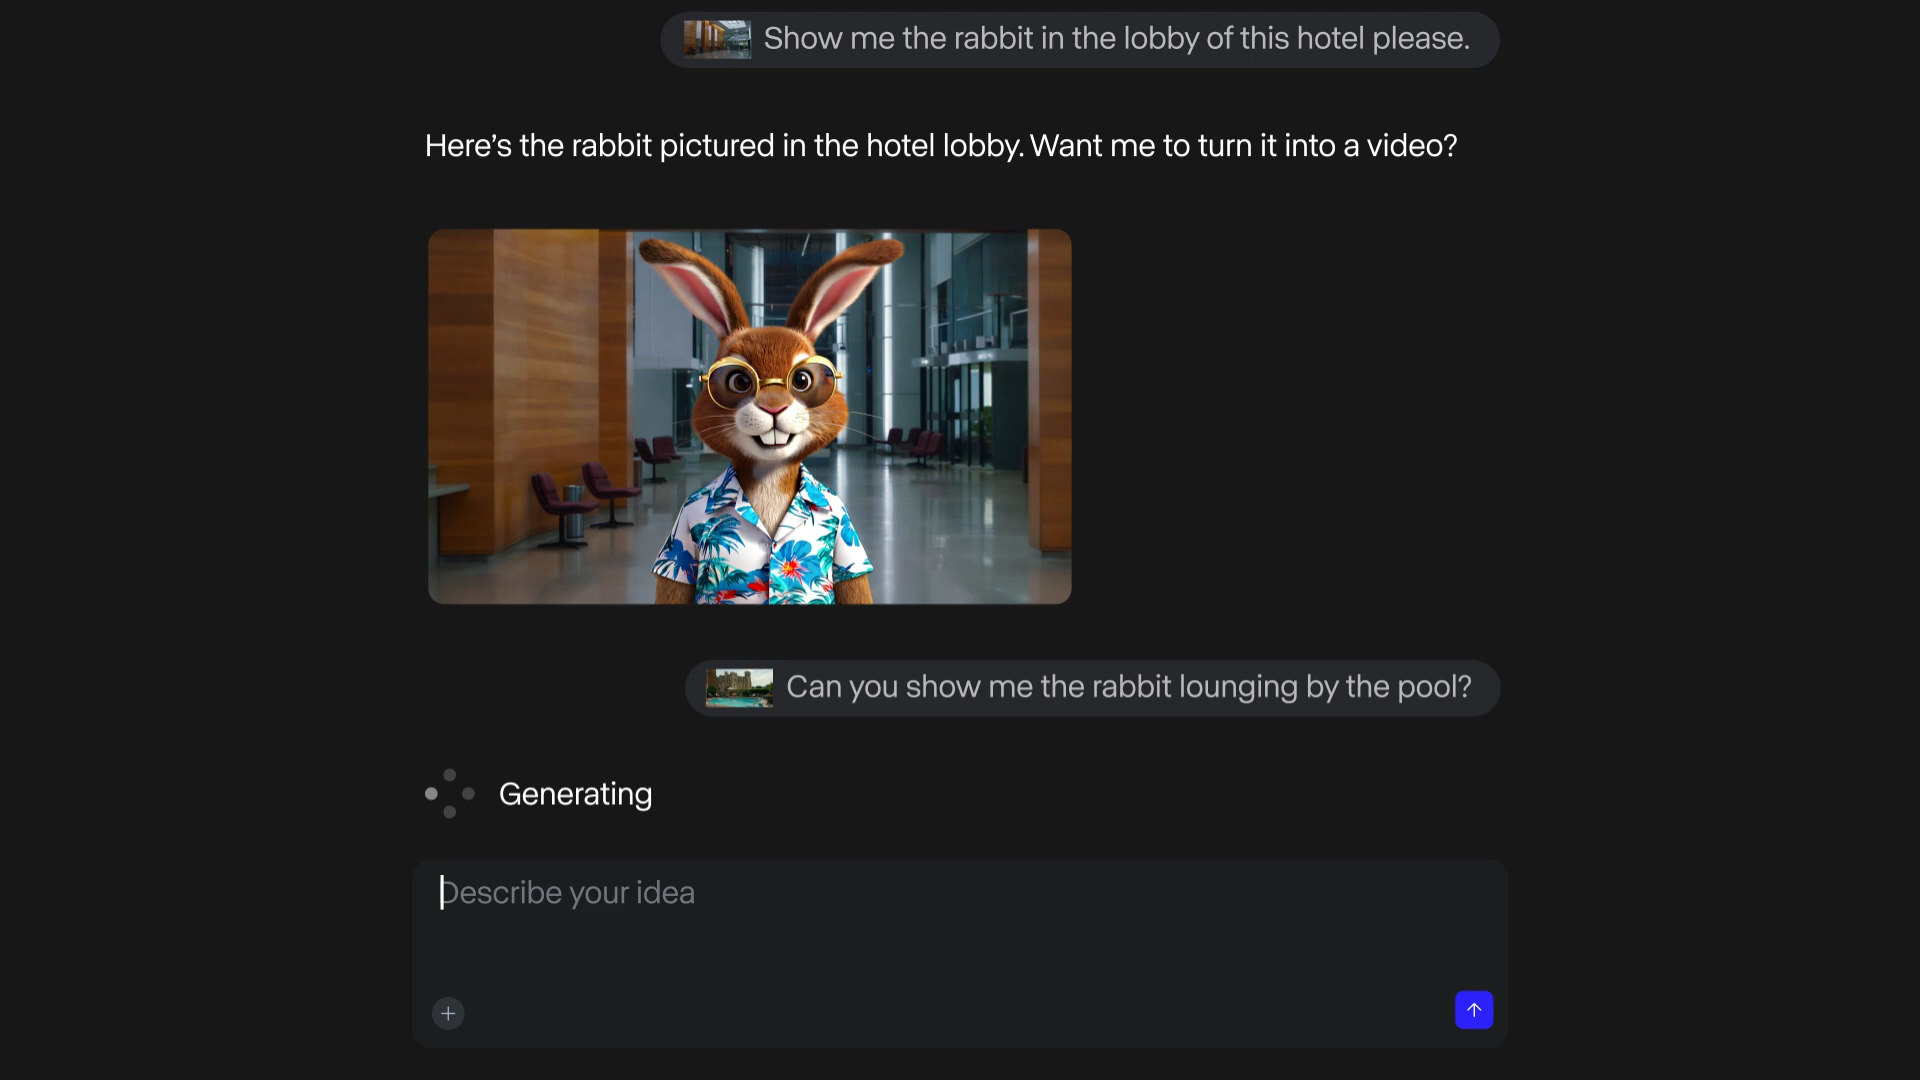 Show me the rabbit in the lobby of this hotel please.
Here’s the rabbit pictured in the hotel lobby. Want me to turn it into a video?
Can you show me the rabbit lounging by the pool?
Generating
Describe your idea